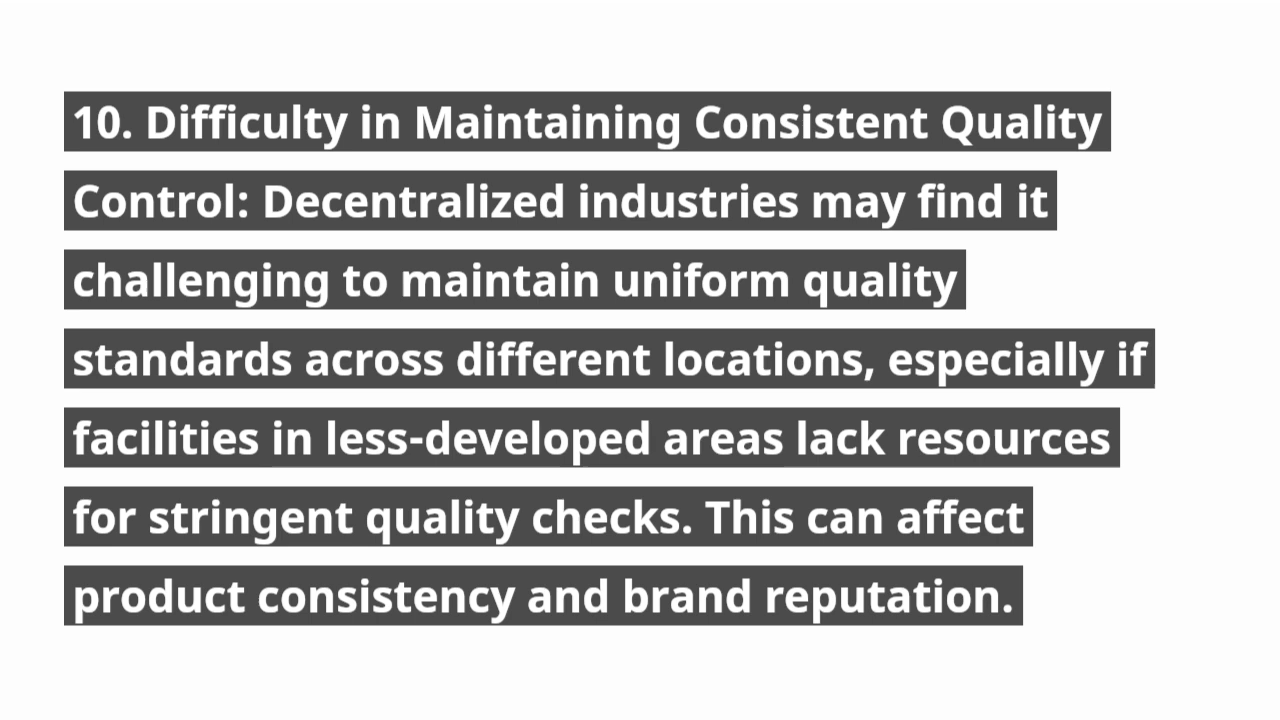 10. Difficulty in Maintaining Consistent Quality
Control: Decentralized industries may find it
challenging to maintain uniform quality
standards across different locations, especially if
facilities in less-developed areas lack resources
for stringent quality checks. This can affect
product consistency and brand reputation.